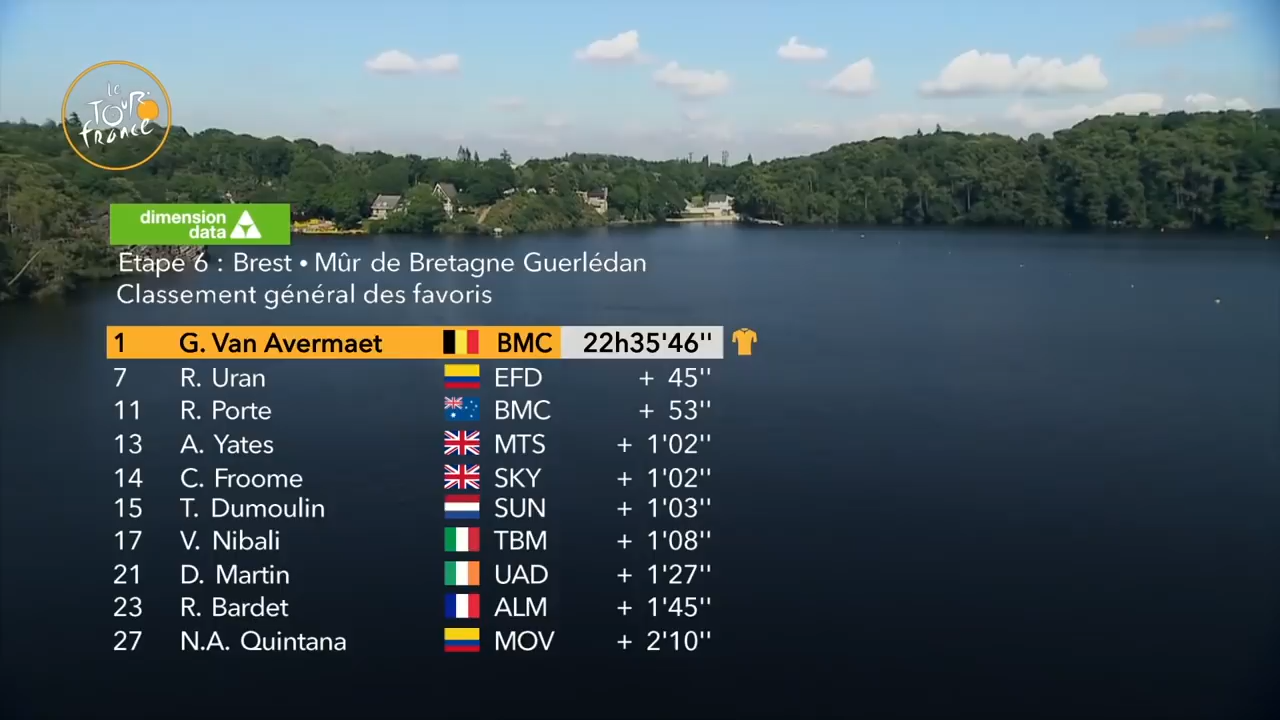 Le
Tour
de
france
dimension
data
Etape 6 : Brest • Mûr de Bretagne Guerlédan
Classement général des favoris
1 G. Van Avermaet BMC 22h35'46''
7 R. Uran EFD + 45''
11 R. Porte BMC + 53''
13 A. Yates MTS + 1'02''
14 C. Froome SKY + 1'02''
15 T. Dumoulin SUN + 1'03''
17 V. Nibali TBM + 1'08''
21 D. Martin UAD + 1'27''
23 R. Bardet ALM + 1'45''
27 N.A. Quintana MOV + 2'10''